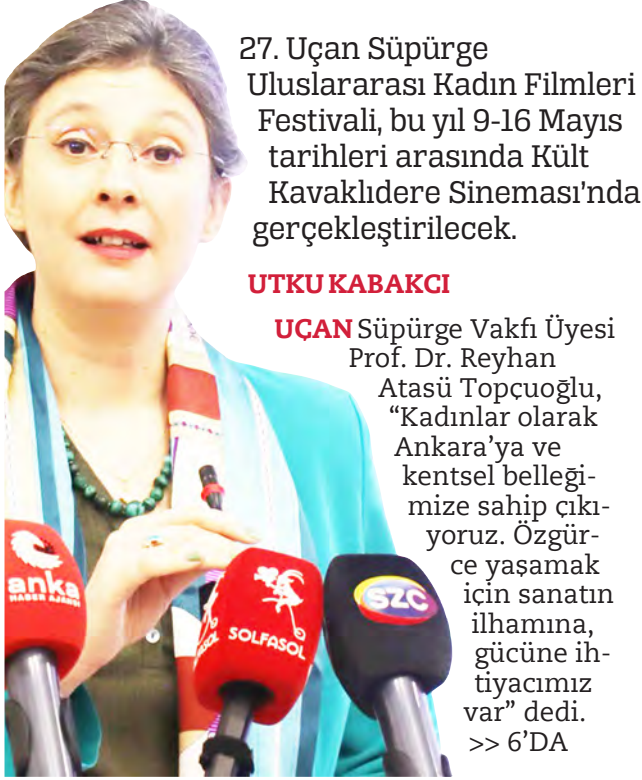 27. Uçan Süpürge
Uluslararası Kadın Filmleri
Festivali, bu yıl 9-16 Mayıs
tarihleri arasında Kült
Kavaklıdere Sineması’nda
gerçekleştirilecek.
UTKU KABAKCI
UÇAN Süpürge Vakfı Üyesi
Prof. Dr. Reyhan
Atasü Topçuoğlu,
“Kadınlar olarak
Ankara’ya ve
kentsel belleği-
mize sahip çıkı-
yoruz. Özgür-
ce yaşamak
için sanatın
ilhamına,
gücüne ih-
tiyacımız
var” dedi.
>> 6’DA
anka
HABER AJANSI
SOLFASOL
SZC